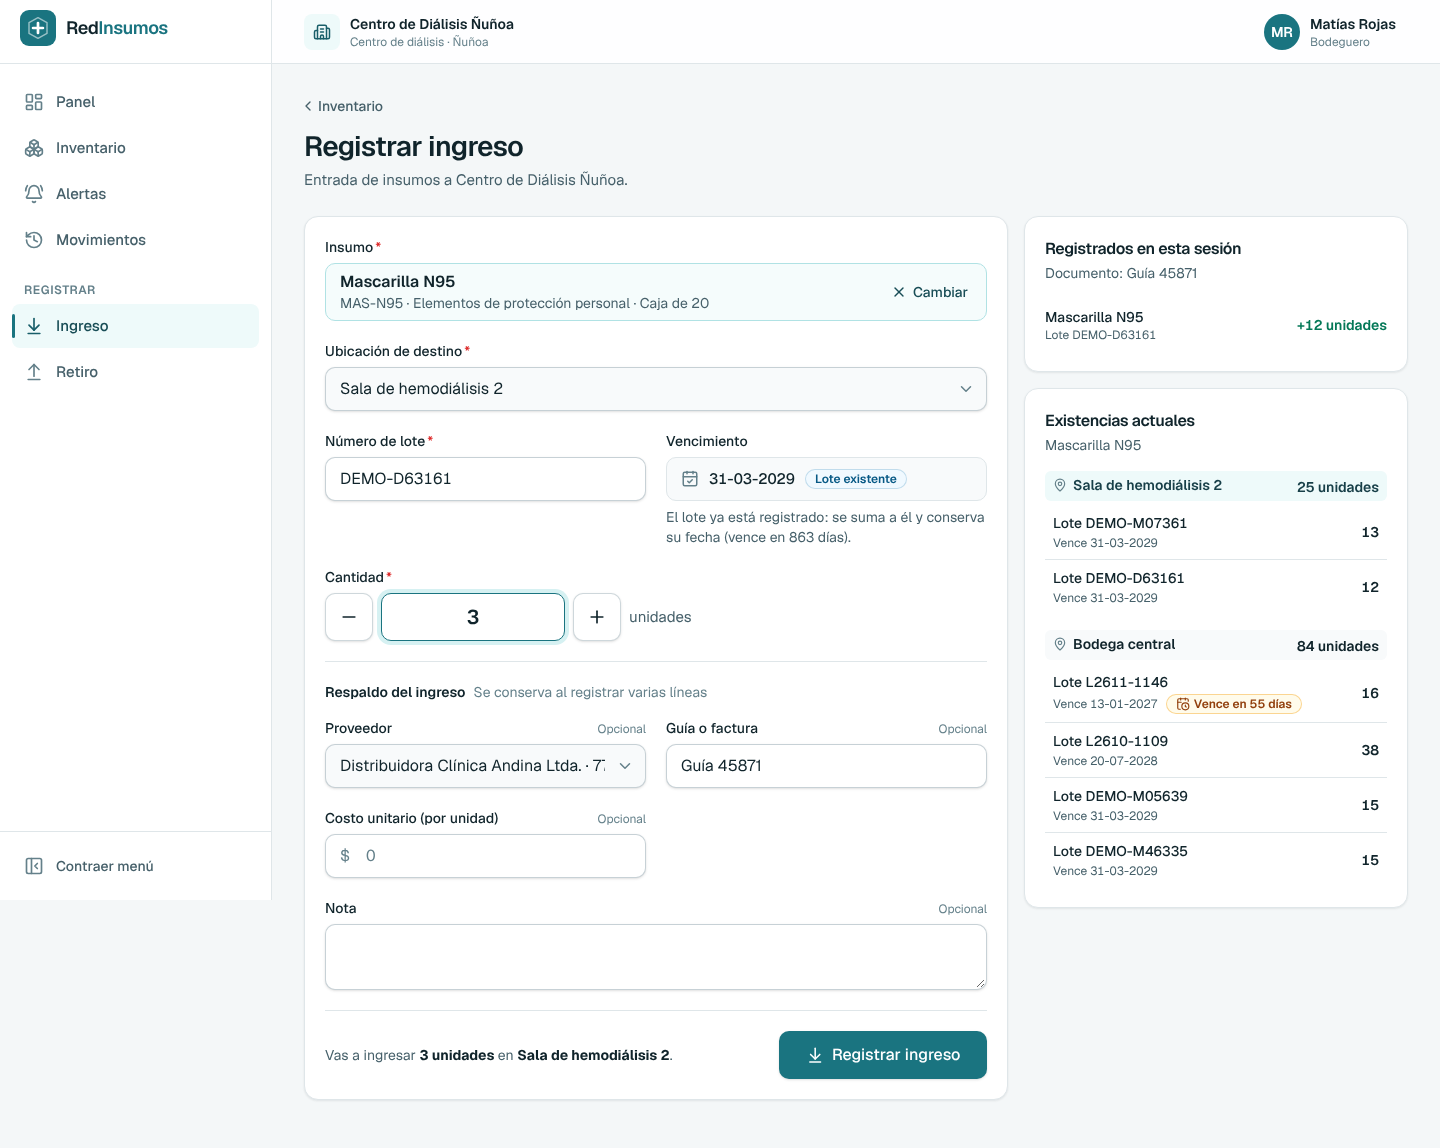 RedInsumos
Centro de Diálisis Ñuñoa
Centro de diálisis · Ñuñoa
MR
Matías Rojas
Bodeguero
Panel
Inventario
Alertas
Movimientos
REGISTRAR
Ingreso
Retiro
Contraer menú
Inventario
Registrar ingreso
Entrada de insumos a Centro de Diálisis Ñuñoa.
Insumo *
Mascarilla N95
MAS-N95 · Elementos de protección personal · Caja de 20
Cambiar
Ubicación de destino *
Sala de hemodiálisis 2
Número de lote *
DEMO-D63161
Vencimiento
31-03-2029 Lote existente
El lote ya está registrado: se suma a él y conserva
su fecha (vence en 863 días).
Cantidad *
3
unidades
Respaldo del ingreso Se conserva al registrar varias líneas
Proveedor Opcional
Distribuidora Clínica Andina Ltda. · 77
Guía o factura Opcional
Guía 45871
Costo unitario (por unidad) Opcional
$ 0
Nota Opcional
Vas a ingresar 3 unidades en Sala de hemodiálisis 2.
Registrar ingreso
Registrados en esta sesión
Documento: Guía 45871
Mascarilla N95
Lote DEMO-D63161
+12 unidades
Existencias actuales
Mascarilla N95
Sala de hemodiálisis 2 25 unidades
Lote DEMO-M07361
Vence 31-03-2029
13
Lote DEMO-D63161
Vence 31-03-2029
12
Bodega central 84 unidades
Lote L2611-1146
Vence 13-01-2027 Vence en 55 días
16
Lote L2610-1109
Vence 20-07-2028
38
Lote DEMO-M05639
Vence 31-03-2029
15
Lote DEMO-M46335
Vence 31-03-2029
15